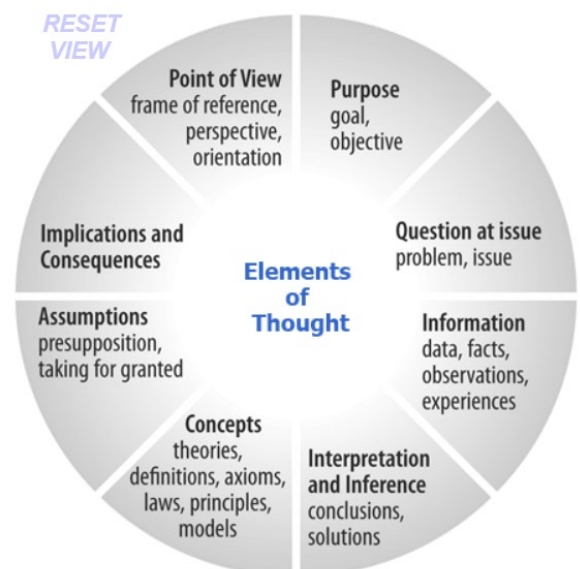 RESET
VIEW
Point of View
frame of reference,
perspective,
orientation
Purpose
goal,
objective
Question at issue
problem, issue
Information
data, facts,
observations,
experiences
Interpretation
and Inference
conclusions,
solutions
Concepts
theories,
definitions, axioms,
laws, principles,
models
Assumptions
presupposition,
taking for granted
Implications and
Consequences
Elements
of
Thought